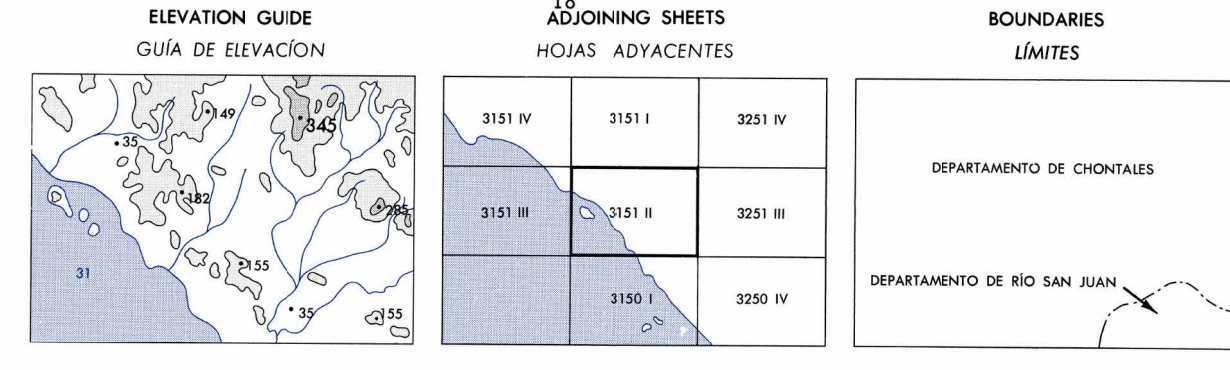 ELEVATION GUIDE
GUÍA DE ELEVACÍON
149
345
35
182
285
31
155
35
155
18
ADJOINING SHEETS
HOJAS ADYACENTES
3151 IV 3151 I 3251 IV
3151 III 3151 II 3251 III
3150 I 3250 IV
BOUNDARIES
LÍMITES
DEPARTAMENTO DE CHONTALES
DEPARTAMENTO DE RÍO SAN JUAN